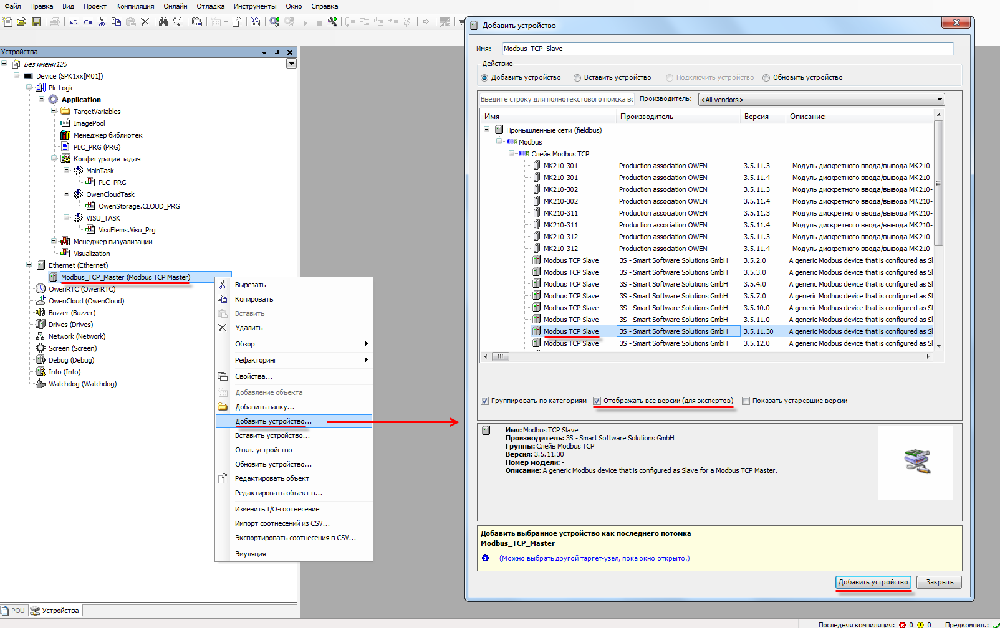 Файл Правка Вид Проект Компиляция Онлайн Отладка Инструменты Окно Справка
Устройства
Без имени125
Device (SPK1xx[M01])
Plc Logic
Application
TargetVariables
ImagePool
Менеджер библиотек
PLC_PRG (PRG)
Конфигурация задач
MainTask
PLC_PRG
OwenCloudTask
OwenStorage.CLOUD_PRG
VISU_TASK
VisuElems.Visu_Prg
Менеджер визуализации
Visualization
Ethernet (Ethernet)
Modbus_TCP_Master (Modbus TCP Master)
OwenRTC (OwenRTC)
OwenCloud (OwenCloud)
Buzzer (Buzzer)
Drives (Drives)
Network (Network)
Screen (Screen)
Debug (Debug)
Info (Info)
Watchdog (Watchdog)
POU Устройства
Вырезать
Копировать
Вставить
Удалить
Обзор
Рефакторинг
Свойства...
Добавление объекта
Добавить папку...
Добавить устройство...
Вставить устройство...
Откл. устройство
Обновить устройство...
Редактировать объект
Редактировать объект в...
Изменить I/O-соотнесение
Импорт соотнесений из CSV...
Экспортировать соотнесения в CSV...
Эмуляция
Добавить устройство
Имя: Modbus_TCP_Slave
Действие
Добавить устройство Вставить устройство Подключить устройство Обновить устройство
Введите строку для полнотекстового поиска вс Производитель: <All vendors>
Имя Производитель Версия Описание:
Промышленные сети (fieldbus)
Modbus
Слейв Modbus TCP
МК210-301 Production association OWEN 3.5.11.3 Модуль дискретного ввода/вывода МК210-
МК210-301 Production association OWEN 3.5.11.4 Модуль дискретного ввода/вывода МК210-
МК210-302 Production association OWEN 3.5.11.3 Модуль дискретного ввода/вывода МК210-
МК210-302 Production association OWEN 3.5.11.4 Модуль дискретного ввода/вывода МК210-
МК210-311 Production association OWEN 3.5.11.3 Модуль дискретного ввода/вывода МК210-
МК210-311 Production association OWEN 3.5.11.4 Модуль дискретного ввода/вывода МК210-
МК210-312 Production association OWEN 3.5.11.3 Модуль дискретного ввода/вывода МК210-
МК210-312 Production association OWEN 3.5.11.4 Модуль дискретного ввода/вывода МК210-
Modbus TCP Slave 3S - Smart Software Solutions GmbH 3.5.2.0 A generic Modbus device that is configured as Sl
Modbus TCP Slave 3S - Smart Software Solutions GmbH 3.5.3.0 A generic Modbus device that is configured as Sl
Modbus TCP Slave 3S - Smart Software Solutions GmbH 3.5.4.0 A generic Modbus device that is configured as Sl
Modbus TCP Slave 3S - Smart Software Solutions GmbH 3.5.7.0 A generic Modbus device that is configured as Sl
Modbus TCP Slave 3S - Smart Software Solutions GmbH 3.5.10.0 A generic Modbus device that is configured as Sl
Modbus TCP Slave 3S - Smart Software Solutions GmbH 3.5.11.0 A generic Modbus device that is configured as Sl
Modbus TCP Slave 3S - Smart Software Solutions GmbH 3.5.11.30 A generic Modbus device that is configured as Sl
Modbus TCP Slave 3S - Smart Software Solutions GmbH 3.5.12.0 A generic Modbus device that is configured as Sl
Группировать по категориям Отображать все версии (для экспертов) Показать устаревшие версии
Имя: Modbus TCP Slave
Производитель: 3S - Smart Software Solutions GmbH
Группы: Слейв Modbus TCP
Версия: 3.5.11.30
Номер модели: -
Описание: A generic Modbus device that is configured as Slave for a Modbus TCP Master.
Добавить выбранное устройство как последнего потомка
Modbus_TCP_Master
(Можно выбрать другой таргет-узел, пока окно открыто.)
Добавить устройство Закрыть
Последняя компиляция: 0 0 Предкомпил.: